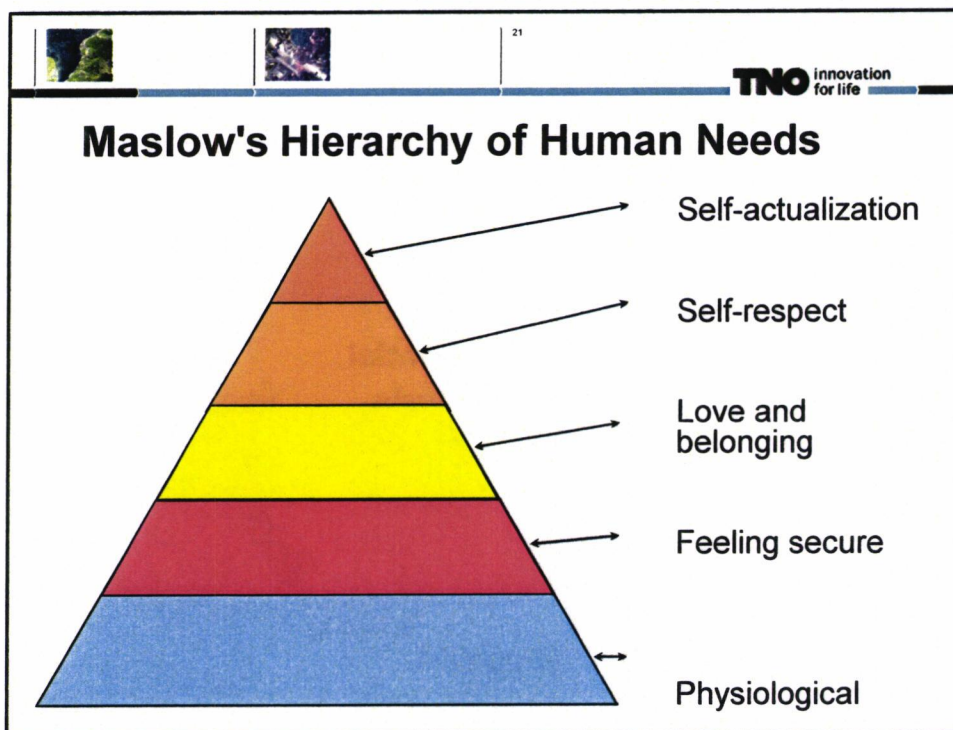 21
TNO innovation
for life
Maslow's Hierarchy of Human Needs
Self-actualization
Self-respect
Love and
belonging
Feeling secure
Physiological